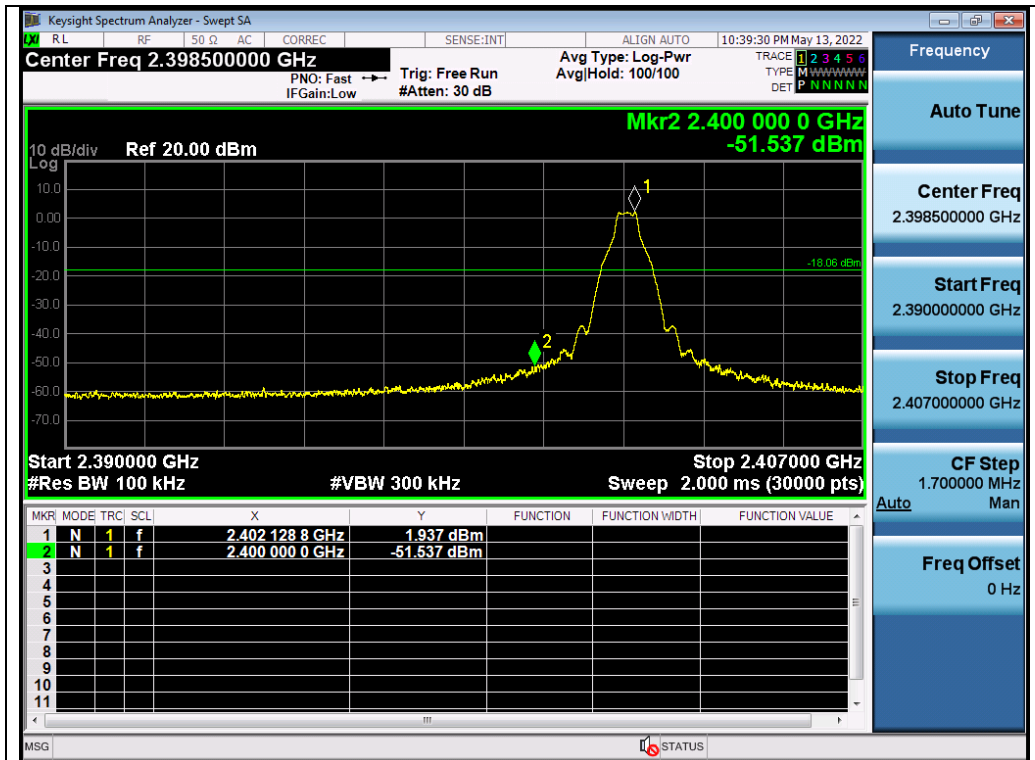 Keysight Spectrum Analyzer - Swept SA
LXI RL RF 50 Ω AC CORREC SENSE:INT ALIGN AUTO 10:39:30 PM May 13, 2022
Center Freq 2.398500000 GHz
PNO: Fast
IFGain:Low
Trig: Free Run
#Atten: 30 dB
Avg Type: Log-Pwr
Avg|Hold: 100/100
TRACE 1 2 3 4 5 6
TYPE M WWWWW
DET P N N N N N
Mkr2 2.400 000 0 GHz
-51.537 dBm
10 dB/div Ref 20.00 dBm
Log
10.0
0.00
-10.0
-20.0
-30.0
-40.0
-50.0
-60.0
-70.0
1
2
-18.06 dBm
Start 2.390000 GHz Stop 2.407000 GHz
#Res BW 100 kHz #VBW 300 kHz Sweep 2.000 ms (30000 pts)
MKR MODE TRC SCL X Y FUNCTION FUNCTION WIDTH FUNCTION VALUE
1 N 1 f 2.402 128 8 GHz 1.937 dBm
2 N 1 f 2.400 000 0 GHz -51.537 dBm
3
4
5
6
7
8
9
10
11
MSG STATUS
Frequency
Auto Tune
Center Freq
2.398500000 GHz
Start Freq
2.390000000 GHz
Stop Freq
2.407000000 GHz
CF Step
1.700000 MHz
Auto Man
Freq Offset
0 Hz